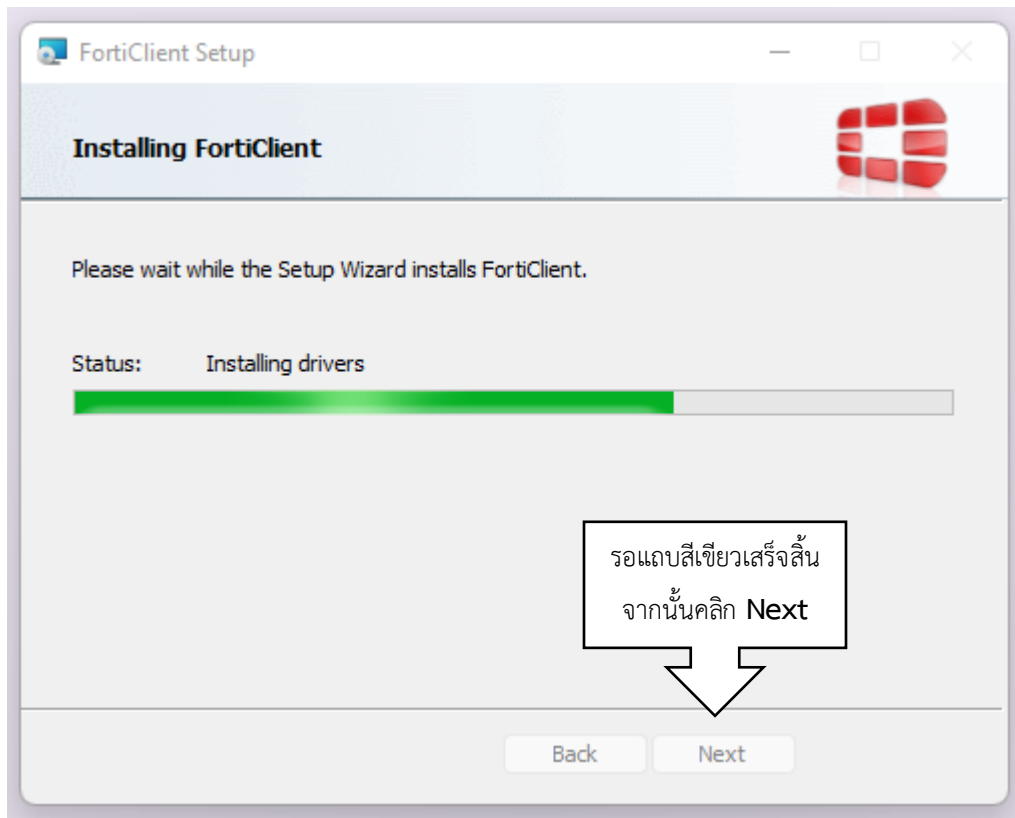 FortiClient Setup
Installing FortiClient
Please wait while the Setup Wizard installs FortiClient.
Status: Installing drivers
รอแถบสีเขียวเสร็จสิ้น
จากนั้นคลิก Next
Back Next